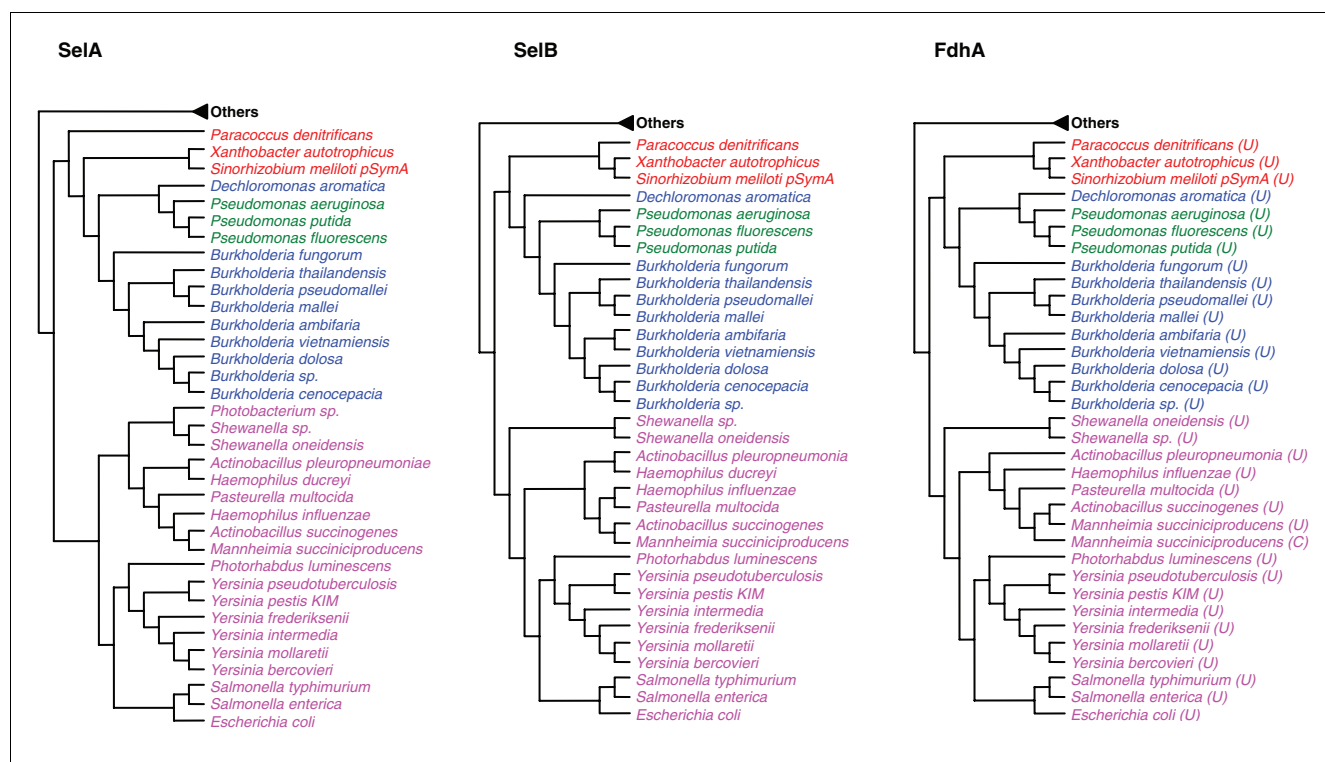 SelA
Others
Paracoccus denitrificans
Xanthobacter autotrophicus
Sinorhizobium meliloti pSymA
Dechloromonas aromatica
Pseudomonas aeruginosa
Pseudomonas putida
Pseudomonas fluorescens
Burkholderia fungorum
Burkholderia thailandensis
Burkholderia pseudomallei
Burkholderia mallei
Burkholderia ambifaria
Burkholderia vietnamiensis
Burkholderia dolosa
Burkholderia sp.
Burkholderia cenocepacia
Photobacterium sp.
Shewanella sp.
Shewanella oneidensis
Actinobacillus pleuropneumoniae
Haemophilus ducreyi
Pasteurella multocida
Haemophilus influenzae
Actinobacillus succinogenes
Mannheimia succiniciproducens
Photorhabdus luminescens
Yersinia pseudotuberculosis
Yersinia pestis KIM
Yersinia frederiksenii
Yersinia intermedia
Yersinia mollaretii
Yersinia bercovieri
Salmonella typhimurium
Salmonella enterica
Escherichia coli
SelB
Others
Paracoccus denitrificans
Xanthobacter autotrophicus
Sinorhizobium meliloti pSymA
Dechloromonas aromatica
Pseudomonas aeruginosa
Pseudomonas fluorescens
Pseudomonas putida
Burkholderia fungorum
Burkholderia thailandensis
Burkholderia pseudomallei
Burkholderia mallei
Burkholderia ambifaria
Burkholderia vietnamiensis
Burkholderia dolosa
Burkholderia cenocepacia
Burkholderia sp.
Shewanella sp.
Shewanella oneidensis
Actinobacillus pleuropneumonia
Haemophilus ducreyi
Haemophilus influenzae
Pasteurella multocida
Actinobacillus succinogenes
Mannheimia succiniciproducens
Photorhabdus luminescens
Yersinia pseudotuberculosis
Yersinia pestis KIM
Yersinia intermedia
Yersinia frederiksenii
Yersinia mollaretii
Yersinia bercovieri
Salmonella typhimurium
Salmonella enterica
Escherichia coli
FdhA
Others
Paracoccus denitrificans (U)
Xanthobacter autotrophicus (U)
Sinorhizobium meliloti pSymA (U)
Dechloromonas aromatica (U)
Pseudomonas aeruginosa (U)
Pseudomonas fluorescens (U)
Pseudomonas putida (U)
Burkholderia fungorum (U)
Burkholderia thailandensis (U)
Burkholderia pseudomallei (U)
Burkholderia mallei (U)
Burkholderia ambifaria (U)
Burkholderia vietnamiensis (U)
Burkholderia dolosa (U)
Burkholderia cenocepacia (U)
Burkholderia sp. (U)
Shewanella oneidensis (U)
Shewanella sp. (U)
Actinobacillus pleuropneumonia (U)
Haemophilus influenzae (U)
Pasteurella multocida (U)
Actinobacillus succinogenes (U)
Mannheimia succiniciproducens (U)
Mannheimia succiniciproducens (C)
Photorhabdus luminescens (U)
Yersinia pseudotuberculosis (U)
Yersinia pestis KIM (U)
Yersinia intermedia (U)
Yersinia frederiksenii (U)
Yersinia mollaretii (U)
Yersinia bercovieri (U)
Salmonella typhimurium (U)
Salmonella enterica (U)
Escherichia coli (U)